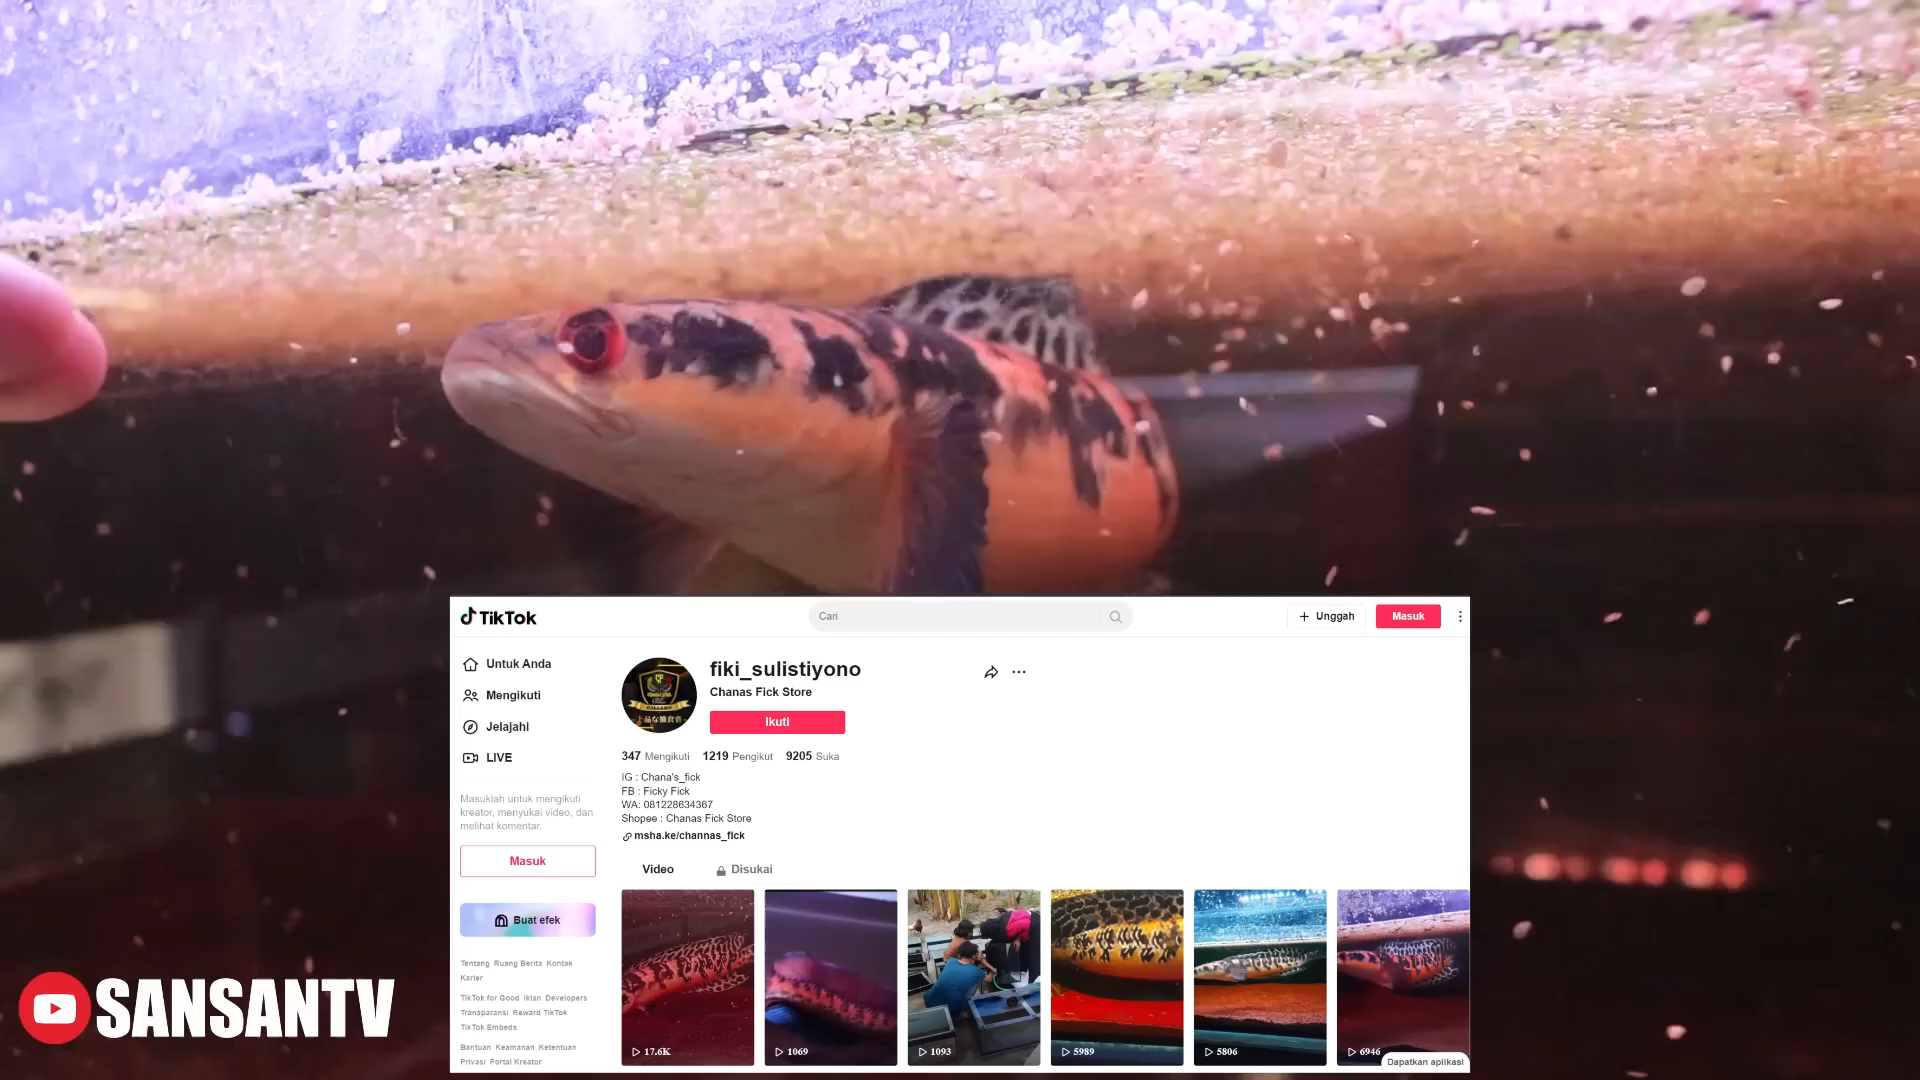 TikTok
Cari
Unggah
Masuk
Untuk Anda
Mengikuti
Jelajahi
LIVE
Masuklah untuk mengikuti
kreator, menyukai video, dan
melihat komentar.
Masuk
Buat efek
Tentang Ruang Berita Kontak
Karier
TikTok for Good Iklan Developers
Transparansi Reward TikTok
TikTok Embeds
Bantuan Keamanan Ketentuan
Privasi Portal Kreator
fiki_sulistiyono
Chanas Fick Store
Ikuti
347 Mengikuti 1219 Pengikut 9205 Suka
IG : Chana's_fick
FB : Ficky Fick
WA: 081228634367
Shopee : Chanas Fick Store
msha.ke/channas_fick
Video Disukai
17.6K
1069
1093
5989
5806
6946
Dapatkan aplikasi
SANSANTV